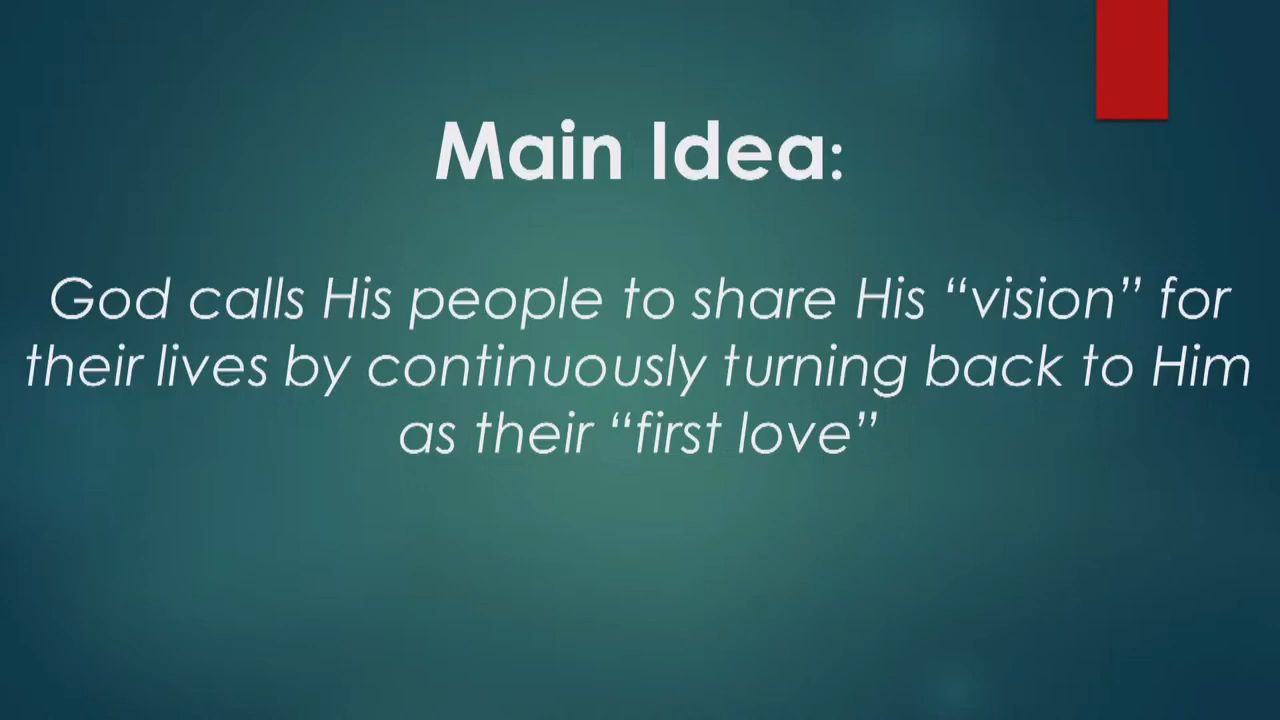 Main Idea:
God calls His people to share His “vision” for
their lives by continuously turning back to Him
as their “first love”